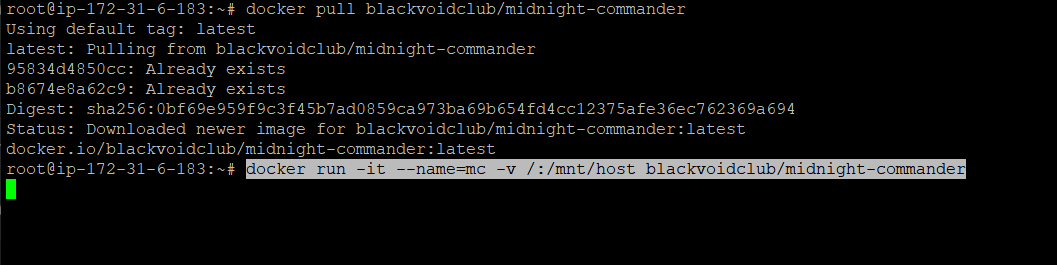 root@ip-172-31-6-183:~# docker pull blackvoidclub/midnight-commander
Using default tag: latest
latest: Pulling from blackvoidclub/midnight-commander
95834d4850cc: Already exists
b8674e8a62c9: Already exists
Digest: sha256:0bf69e959f9c3f45b7ad0859ca973ba69b654fd4cc12375afe36ec762369a694
Status: Downloaded newer image for blackvoidclub/midnight-commander:latest
docker.io/blackvoidclub/midnight-commander:latest
root@ip-172-31-6-183:~# docker run -it --name=mc -v /:/mnt/host blackvoidclub/midnight-commander